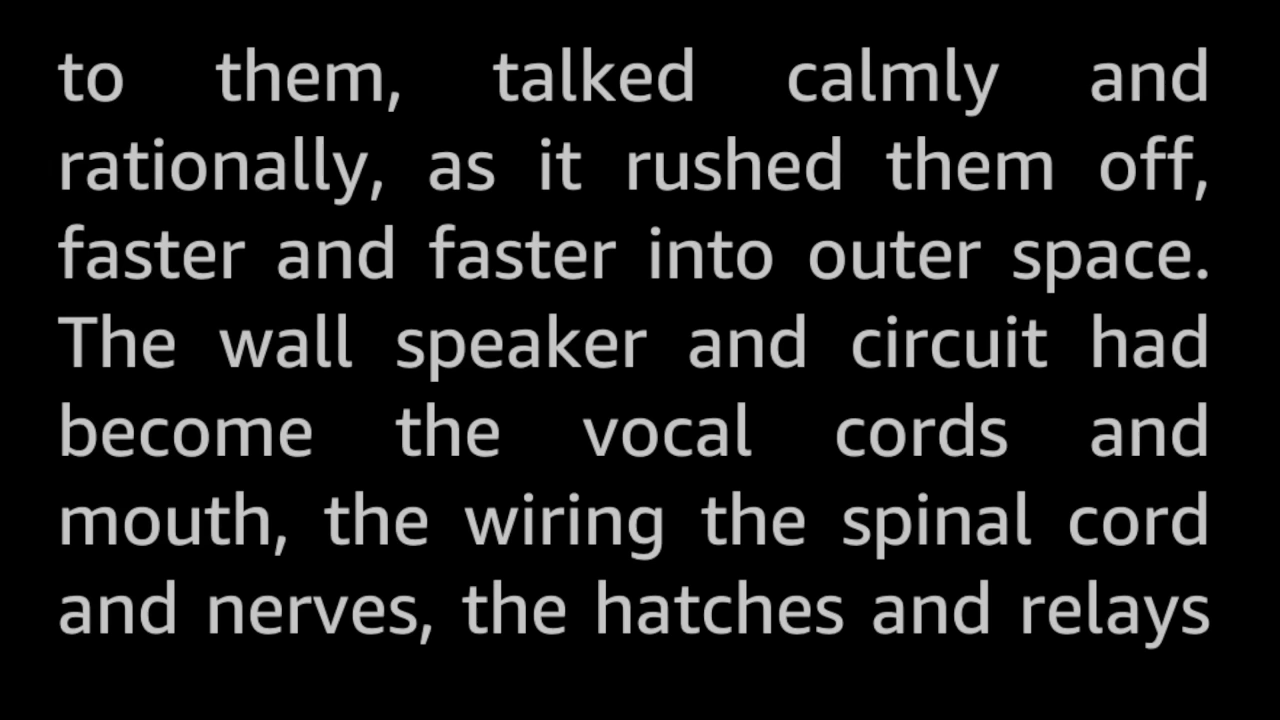 to them, talked calmly and
rationally, as it rushed them off,
faster and faster into outer space.
The wall speaker and circuit had
become the vocal cords and
mouth, the wiring the spinal cord
and nerves, the hatches and relays